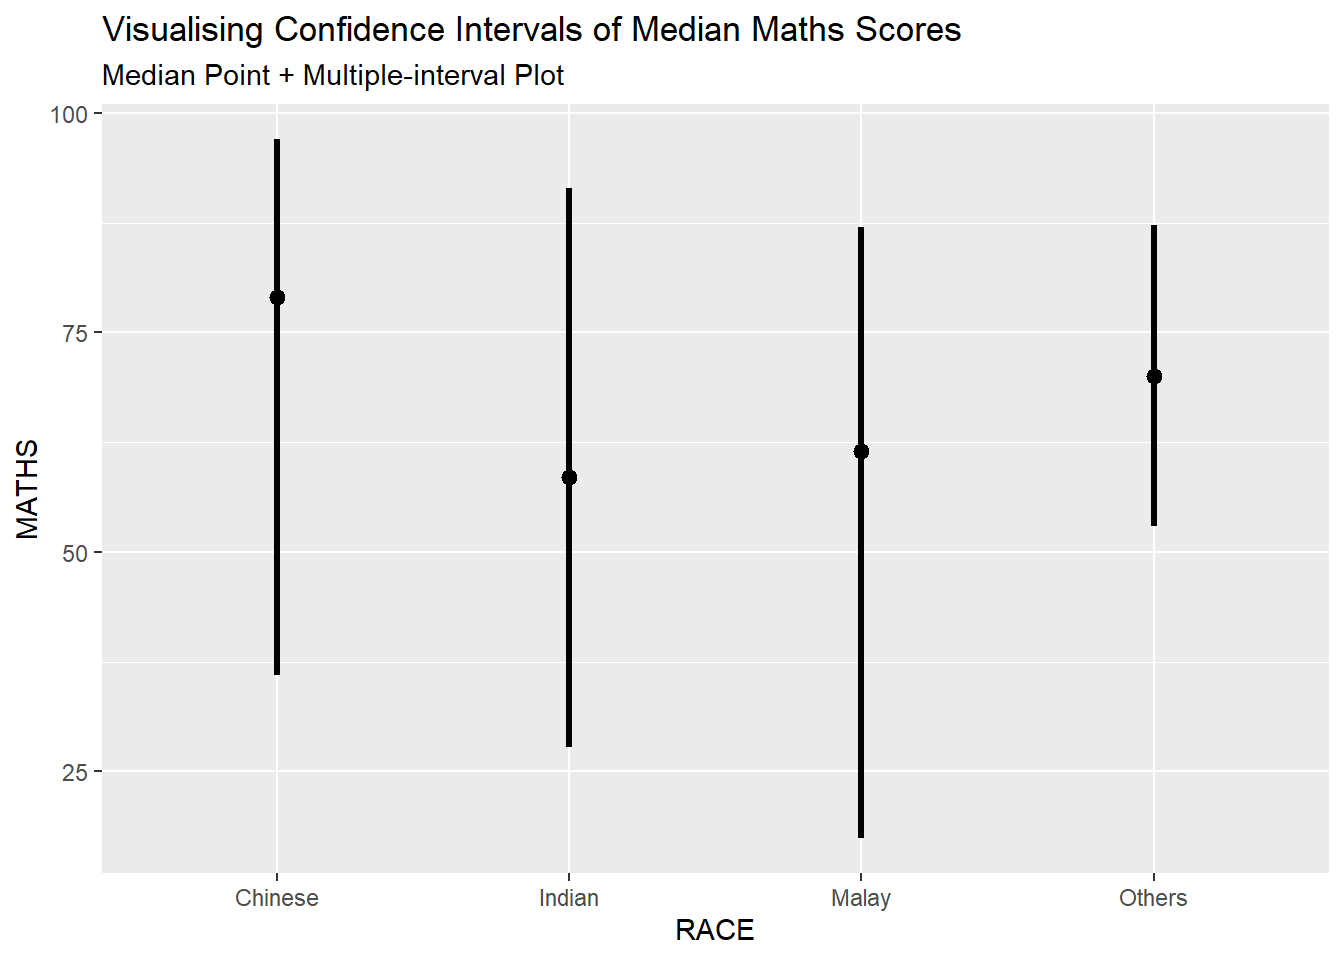 Visualising Confidence Intervals of Median Maths Scores
Median Point + Multiple-interval Plot
100
75
50
25
MATHS
Chinese Indian Malay Others
RACE